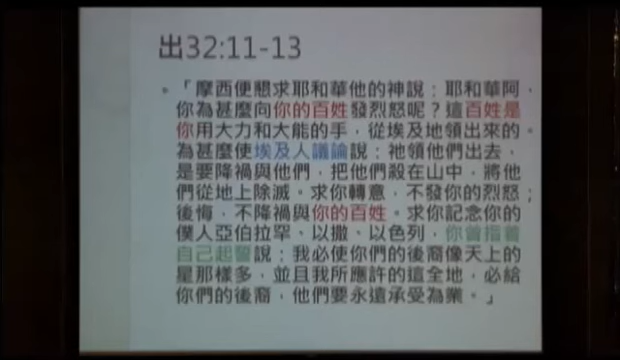 出32:11-13
。「摩西便懇求耶和華他的神說：耶和華阿，
你為甚麼向你的百姓發烈怒呢？這百姓是
你用大力和大能的手，從埃及地領出來的。
為甚麼使埃及人議論說：祂領他們出去，
是要降禍與他們，把他們殺在山中，將他
們從地上除滅。求你轉意，不發你的烈怒；
後悔，不降禍與你的百姓。求你記念你的
僕人亞伯拉罕、以撒、以色列，你曾指著
自己起誓說：我必使你們的後裔像天上的
星那樣多，並且我所應許的這全地，必給
你們的後裔，他們要永遠承受為業。」